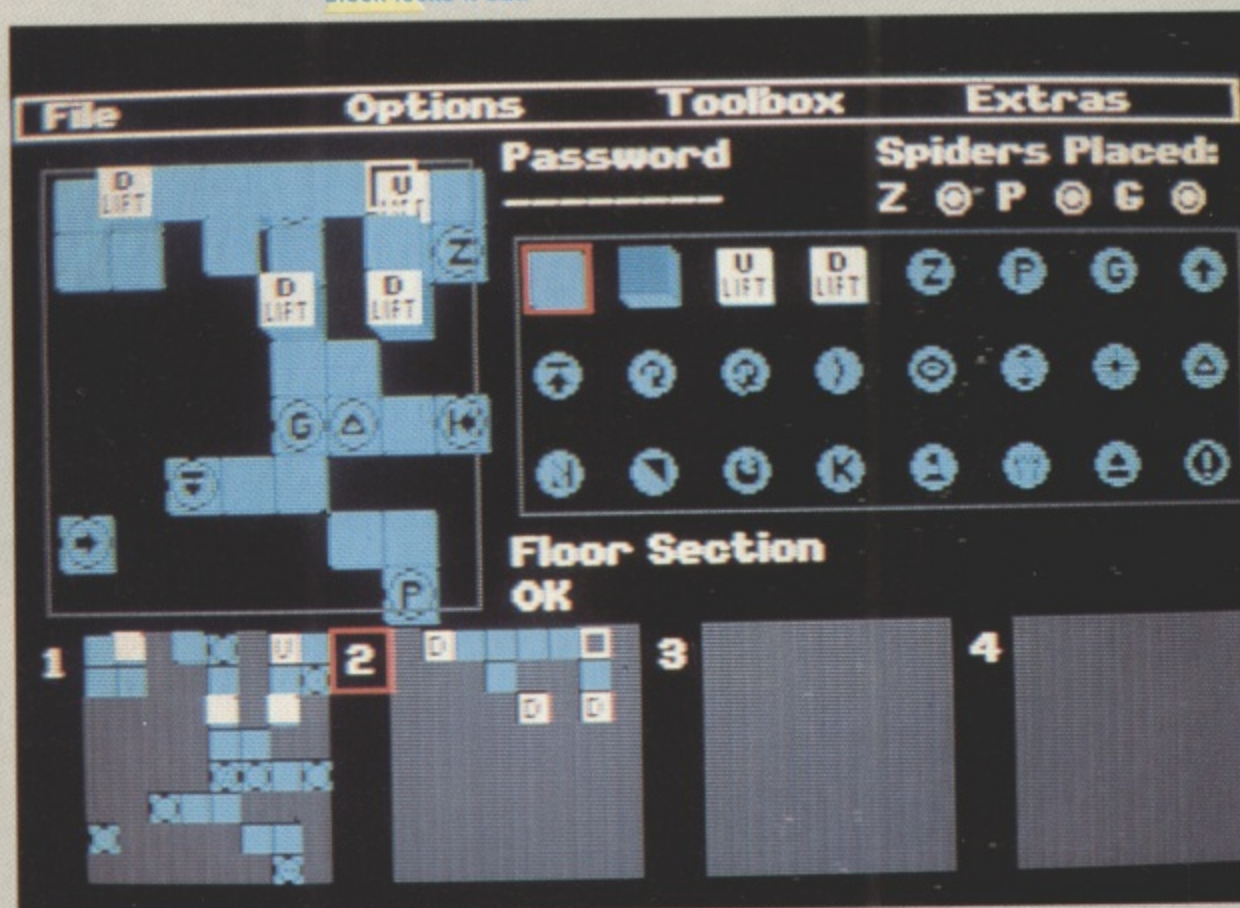 File Options Toolbox Extras
Password Spiders Placed:
Z P G
D LIFT U LIFT
Z
D LIFT D LIFT
U LIFT D LIFT Z P G
G K
K
P
Floor Section
OK
1 U 2 D 3 4
D D